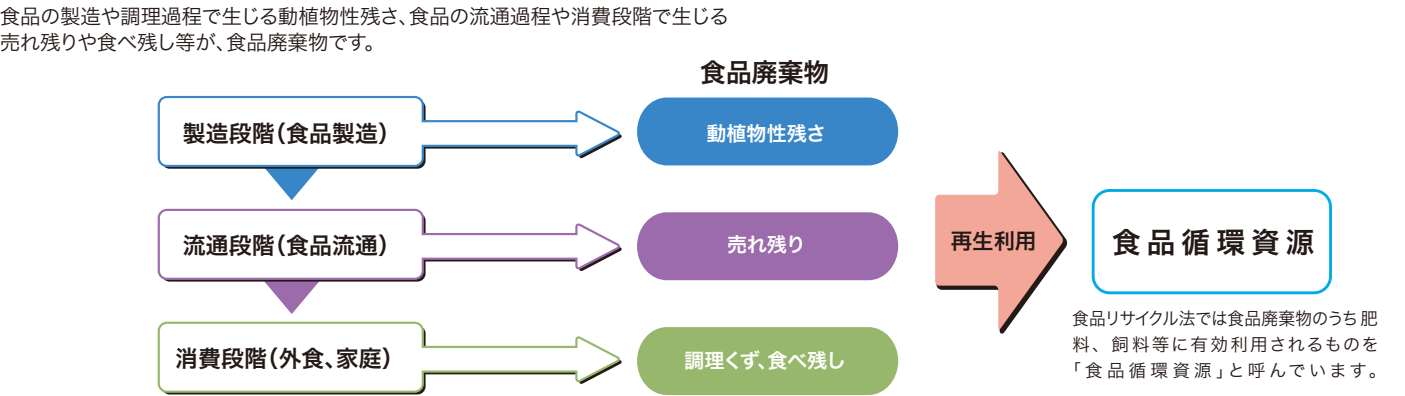 食品の製造や調理過程で生じる動植物性残さ、食品の流通過程や消費段階で生じる
売れ残りや食べ残し等が、食品廃棄物です。
食品廃棄物
製造段階(食品製造)
動植物性残さ
流通段階(食品流通)
売れ残り
消費段階(外食、家庭)
調理くず、食べ残し
再生利用
食品循環資源
食品リサイクル法では食品廃棄物のうち肥
料、飼料等に有効利用されるものを
「食品循環資源」と呼んでいます。